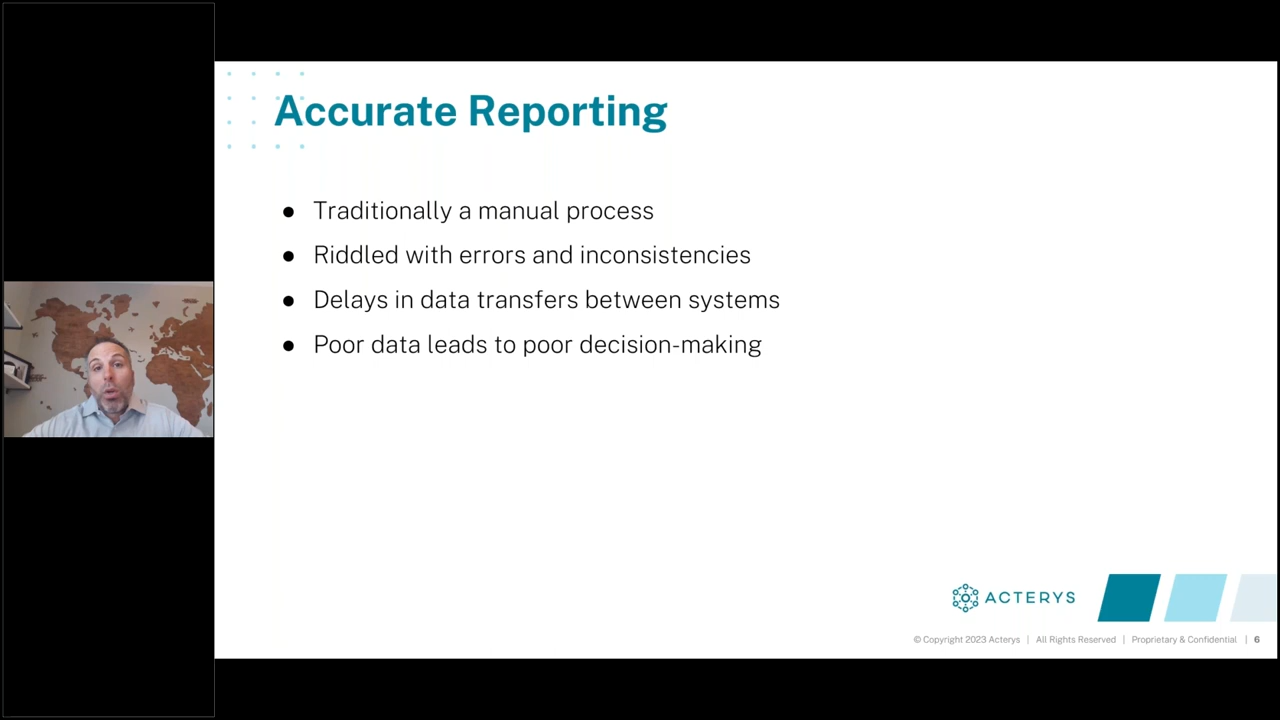 Accurate Reporting
● Traditionally a manual process
● Riddled with errors and inconsistencies
● Delays in data transfers between systems
● Poor data leads to poor decision-making
ACTERYS
© Copyright 2023 Acterys | All Rights Reserved | Proprietary & Confidential | 6